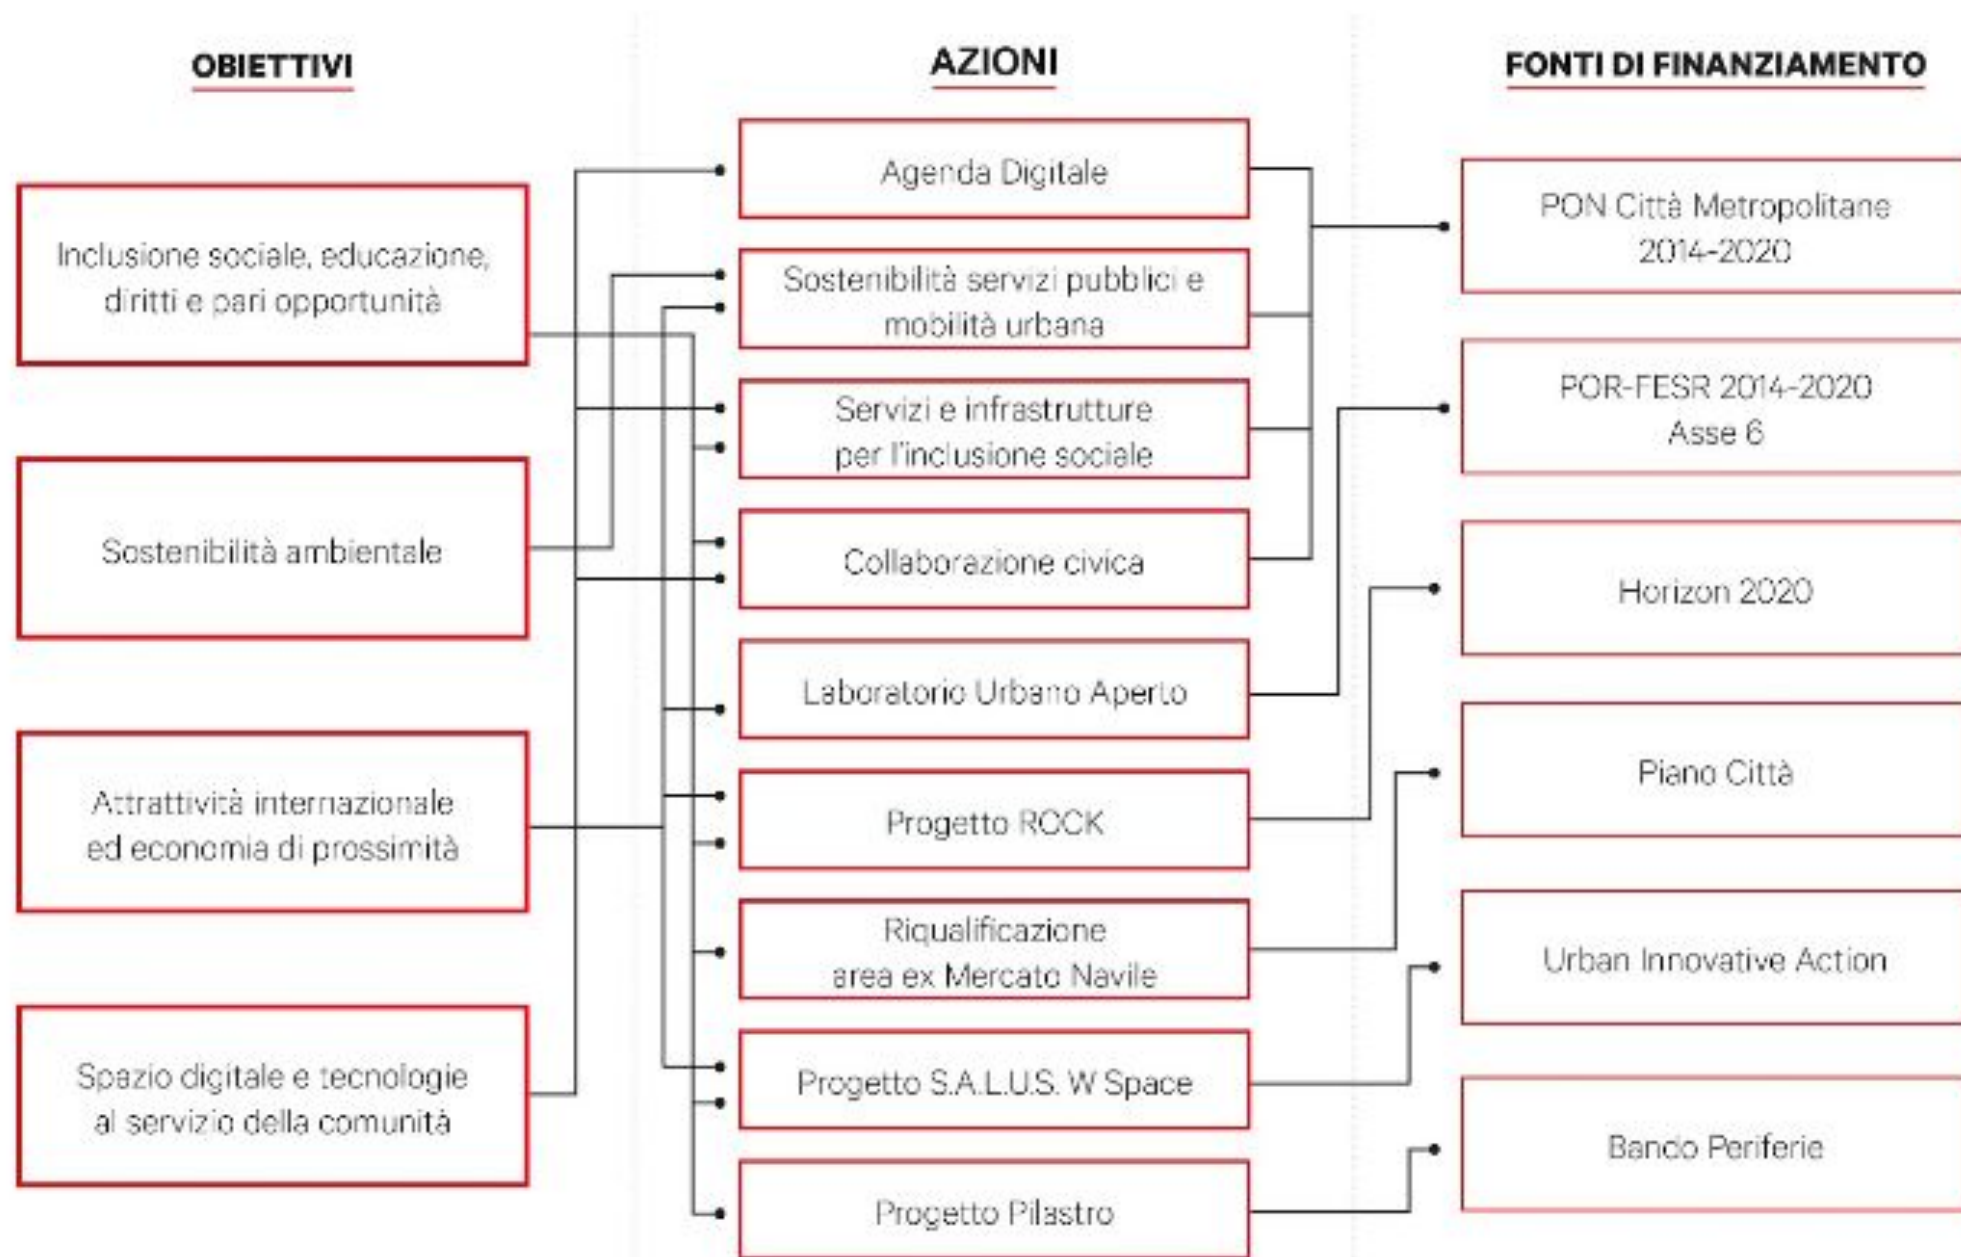 OBIETTIVI
Inclusione sociale, educazione,
diritti e pari opportunità
Sostenibilità ambientale
Attrattività internazionale
ed economia di prossimità
Spazio digitale e tecnologie
al servizio della comunità
AZIONI
Agenda Digitale
Sostenibilità servizi pubblici e
mobilità urbana
Servizi e infrastrutture
per l'inclusione sociale
Collaborazione civica
Laboratorio Urbano Aperto
Progetto ROCK
Riqualificazione
area ex Mercato Navile
Progetto S.A.L.U.S. W Space
Progetto Pilastro
FONTI DI FINANZIAMENTO
PON Città Metropolitane
2014-2020
POR-FESR 2014-2020
Asse 6
Horizon 2020
Piano Città
Urban Innovative Action
Bando Periferie